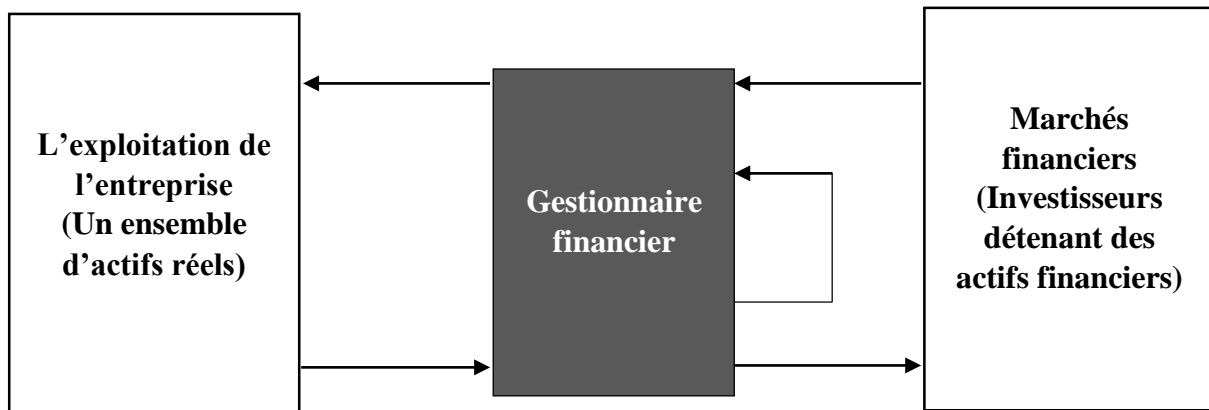 L’exploitation de
l’entreprise
(Un ensemble
d’actifs réels)
Gestionnaire
financier
Marchés
financiers
(Investisseurs
détenant des
actifs financiers)